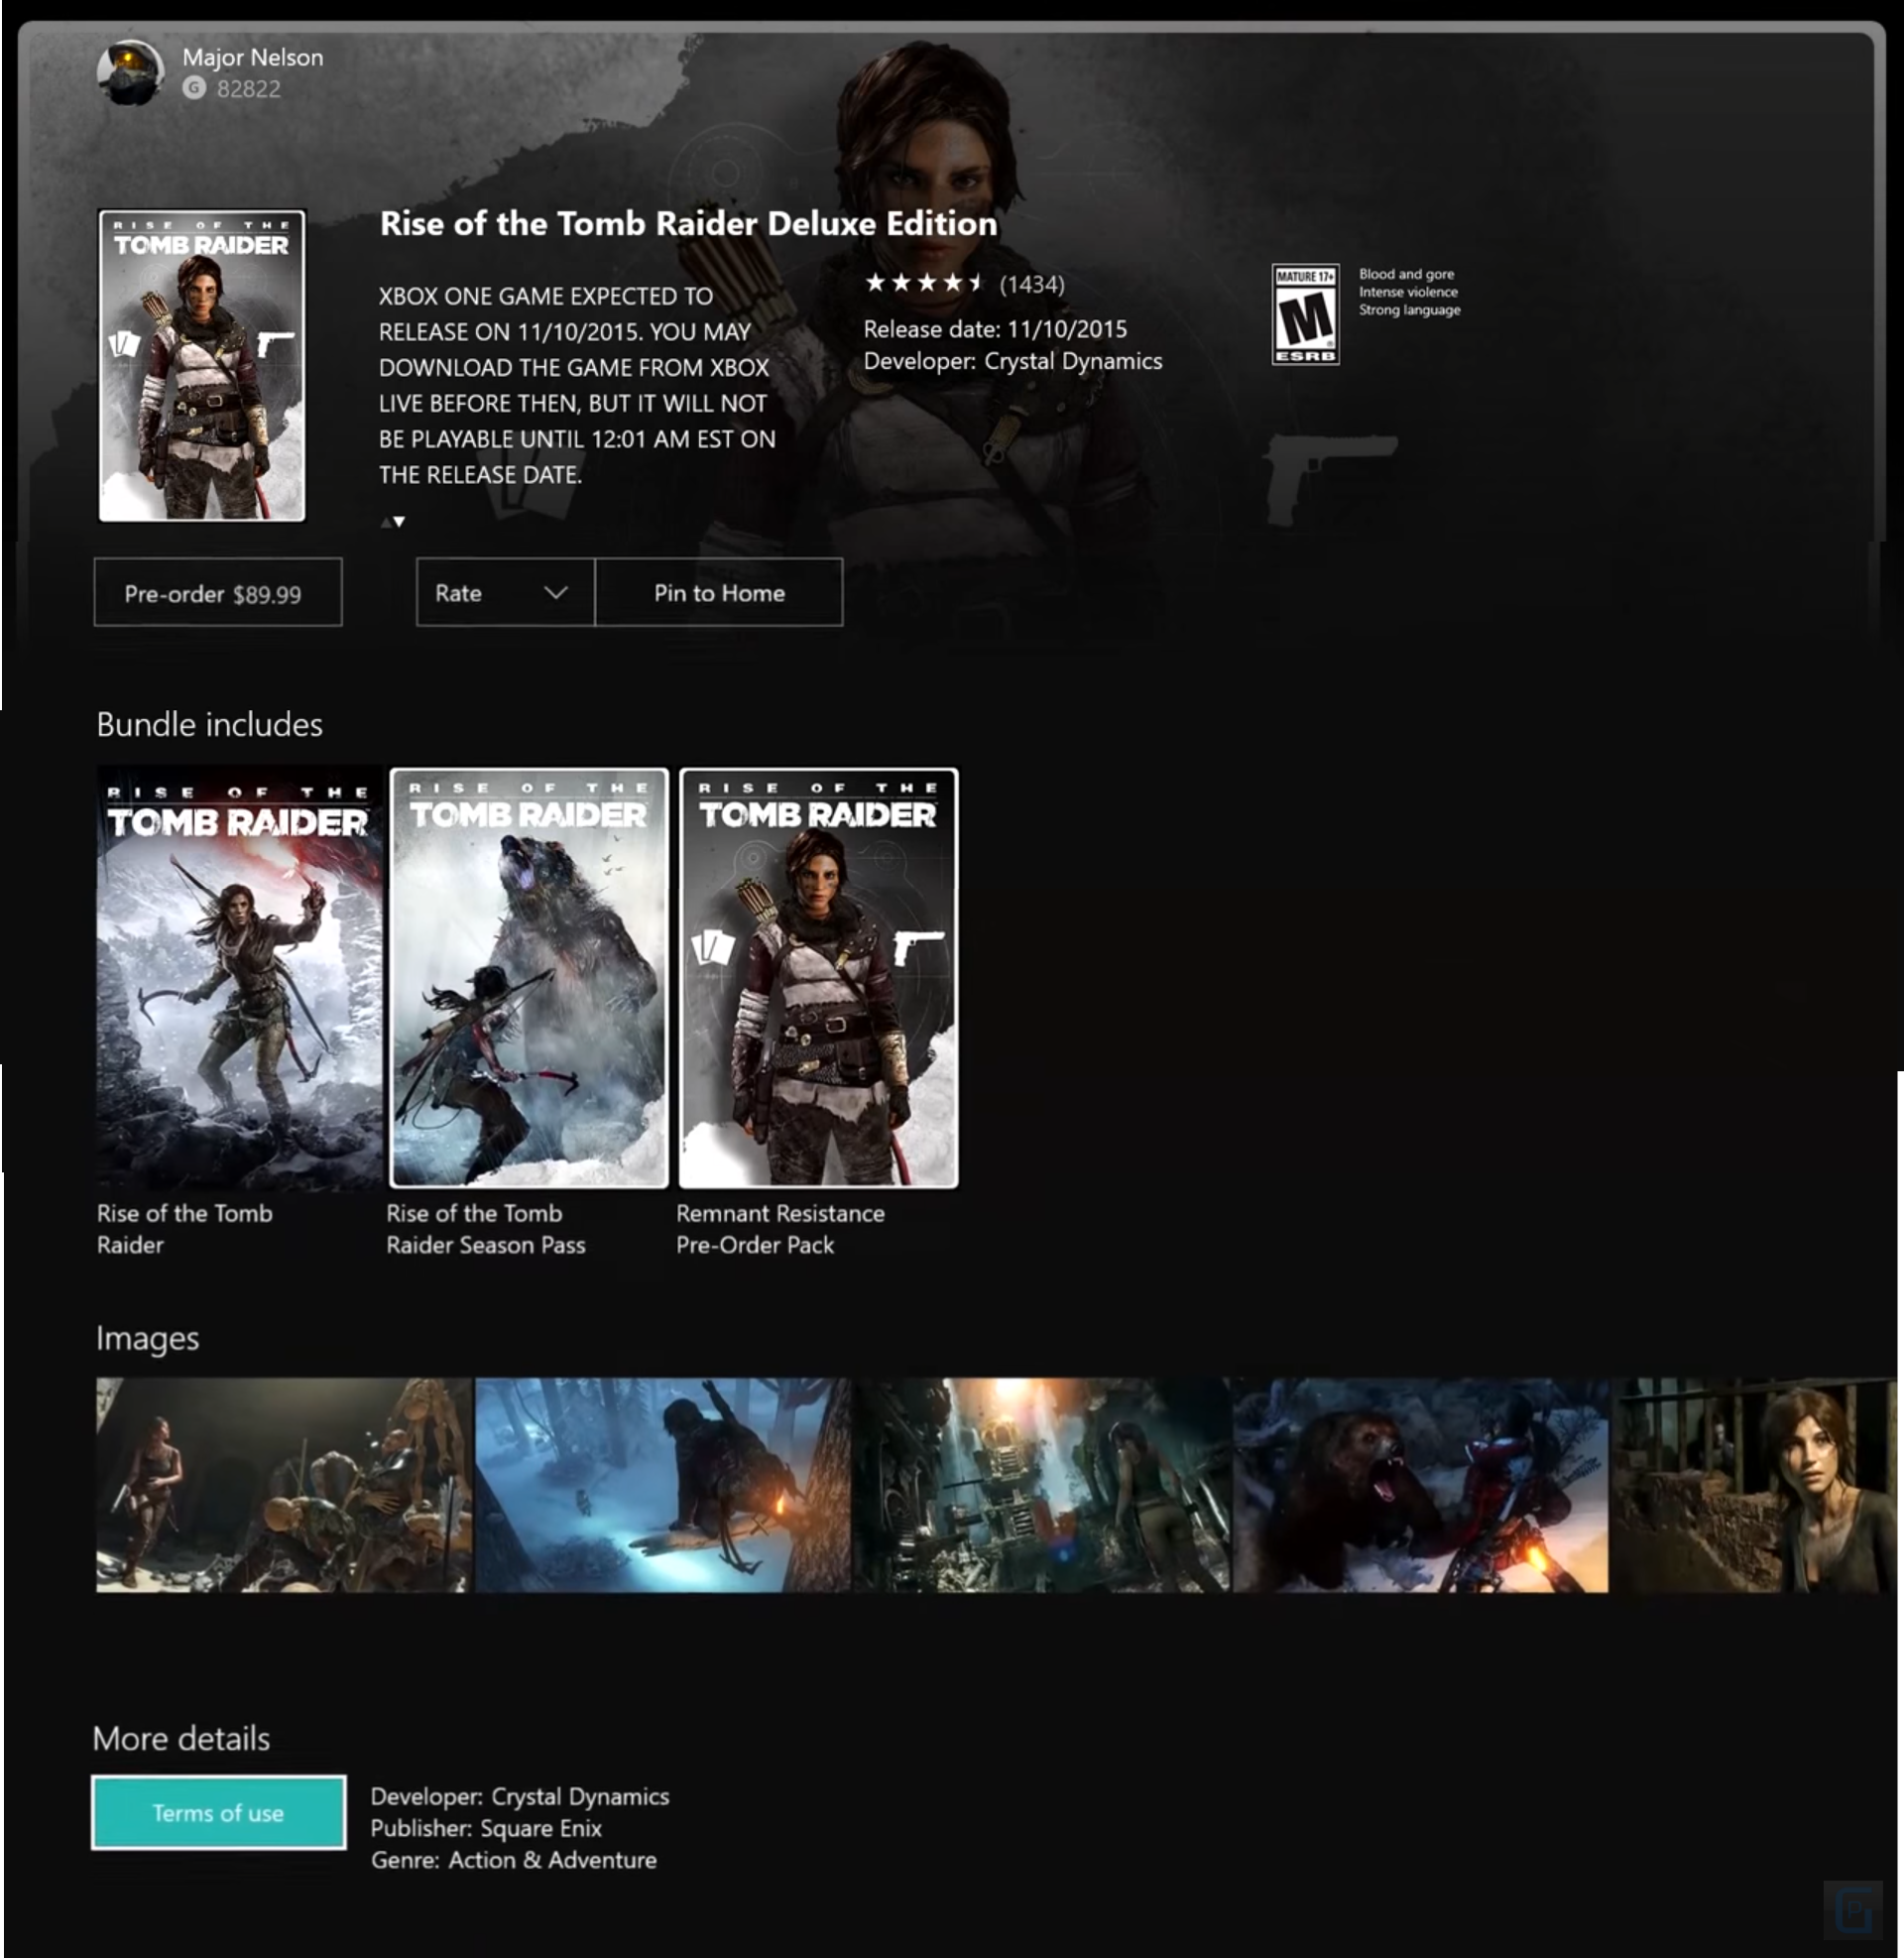 Major Nelson
G 82822
RISE OF THE
TOMB RAIDER
Rise of the Tomb Raider Deluxe Edition
XBOX ONE GAME EXPECTED TO
RELEASE ON 11/10/2015. YOU MAY
DOWNLOAD THE GAME FROM XBOX
LIVE BEFORE THEN, BUT IT WILL NOT
BE PLAYABLE UNTIL 12:01 AM EST ON
THE RELEASE DATE.
(1434)
Release date: 11/10/2015
Developer: Crystal Dynamics
MATURE 17+
M
ESRB
Blood and gore
Intense violence
Strong language
Pre-order $89.99
Rate
Pin to Home
Bundle includes
RISE OF THE
TOMB RAIDER
RISE OF THE
TOMB RAIDER
RISE OF THE
TOMB RAIDER
Rise of the Tomb
Raider
Rise of the Tomb
Raider Season Pass
Remnant Resistance
Pre-Order Pack
Images
More details
Terms of use
Developer: Crystal Dynamics
Publisher: Square Enix
Genre: Action & Adventure